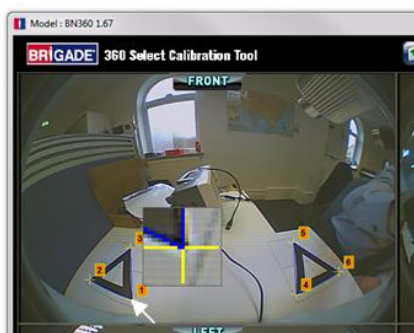 Model : BN360 1.67
BRIGADE 360 Select Calibration Tool
FRONT
3
5
2
6
1
4
LEFT